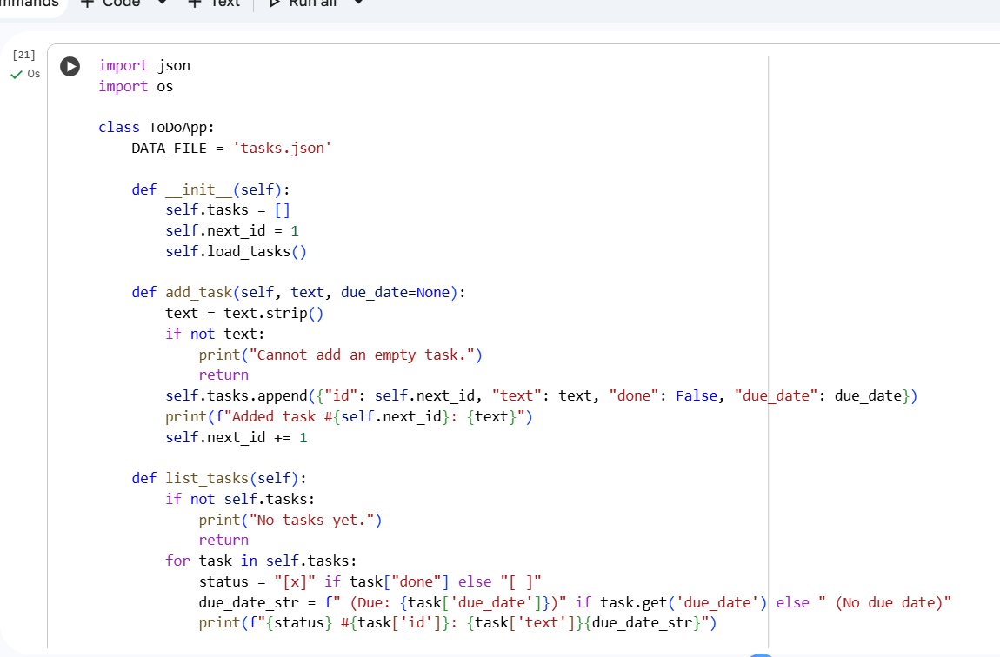 mmands + Code + Text Run all
[21]
0s
import json
import os
class ToDoApp:
    DATA_FILE = 'tasks.json'
    def __init__(self):
        self.tasks = []
        self.next_id = 1
        self.load_tasks()
    def add_task(self, text, due_date=None):
        text = text.strip()
        if not text:
            print("Cannot add an empty task.")
            return
        self.tasks.append({"id": self.next_id, "text": text, "done": False, "due_date": due_date})
        print(f"Added task #{self.next_id}: {text}")
        self.next_id += 1
    def list_tasks(self):
        if not self.tasks:
            print("No tasks yet.")
            return
        for task in self.tasks:
            status = "[x]" if task["done"] else "[ ]"
            due_date_str = f" (Due: {task['due_date']})" if task.get('due_date') else " (No due date)"
            print(f"{status} #{task['id']}: {task['text']}{due_date_str}")